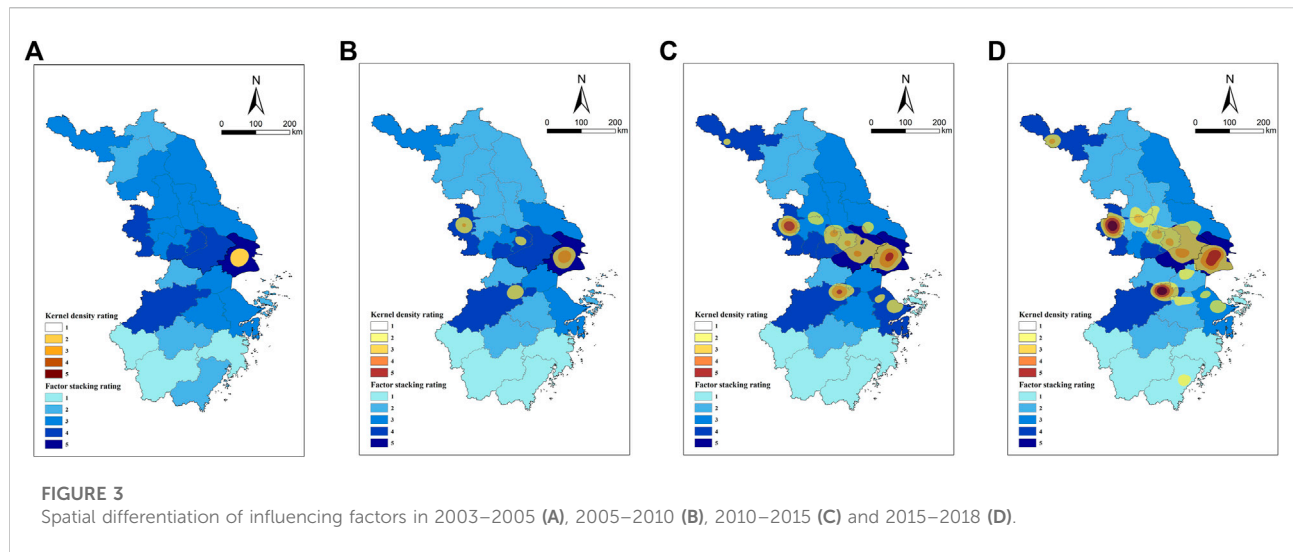 A
N
0 100 200
km
Kernel density rating
1
2
3
4
5
Factor stacking rating
1
2
3
4
5
B
N
0 100 200
km
Kernel density rating
1
2
3
4
5
Factor stacking rating
1
2
3
4
5
C
N
0 100 200
km
Kernel density rating
1
2
3
4
5
Factor stacking rating
1
2
3
4
5
D
N
0 100 200
km
Kernel density rating
1
2
3
4
5
Factor stacking rating
1
2
3
4
5
FIGURE 3
Spatial differentiation of influencing factors in 2003–2005 (A), 2005–2010 (B), 2010–2015 (C) and 2015–2018 (D).